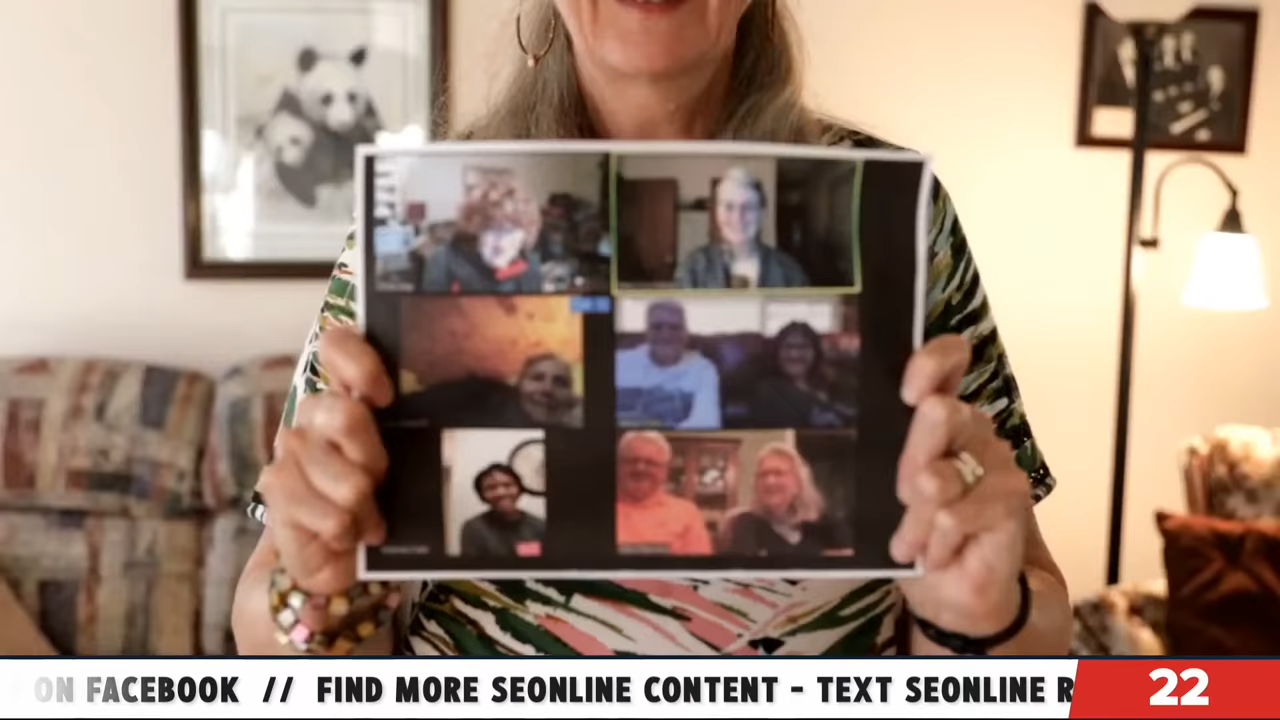 ON FACEBOOK // FIND MORE SEONLINE CONTENT - TEXT SEONLINE R
22